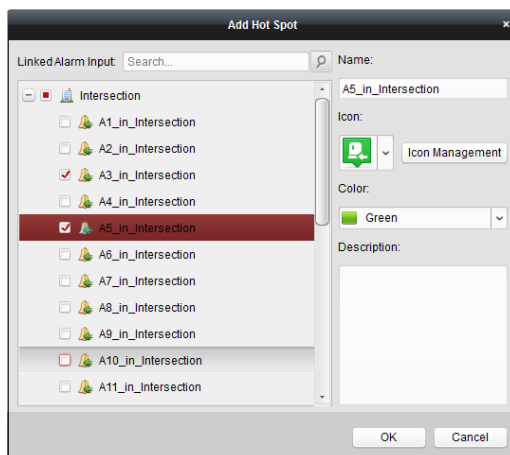 Add Hot Spot
×
Linked Alarm Input: Search...
Intersection
A1_in_Intersection
A2_in_Intersection
A3_in_Intersection
A4_in_Intersection
A5_in_Intersection
A6_in_Intersection
A7_in_Intersection
A8_in_Intersection
A9_in_Intersection
A10_in_Intersection
A11_in_Intersection
Name:
A5_in_Intersection
Icon:
Icon Management
Color:
Green
Description:
OK Cancel